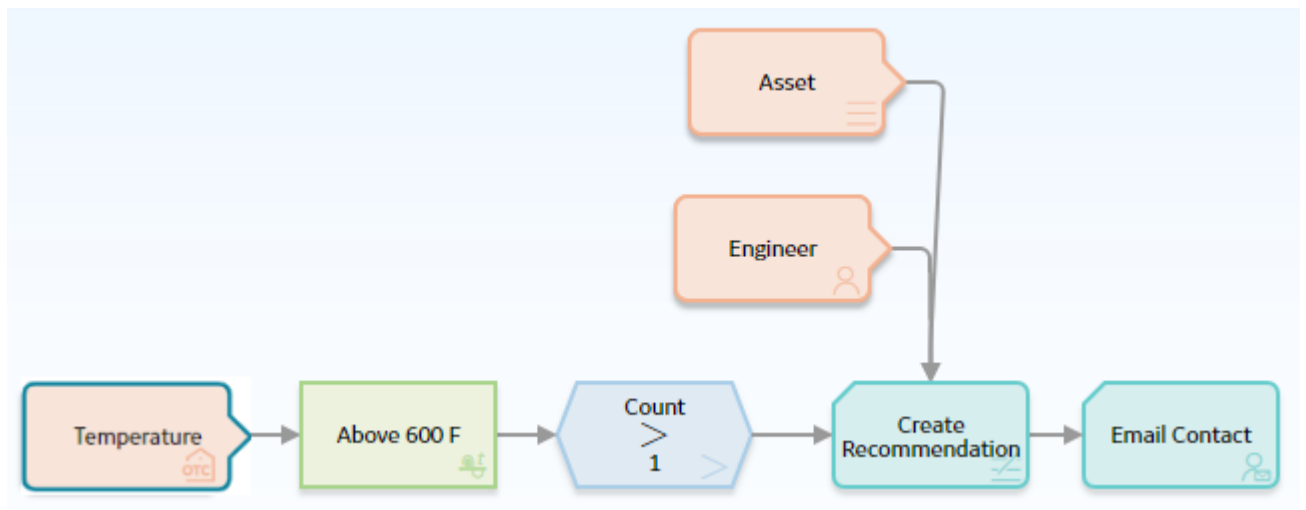 Asset
Engineer
Temperature
OTC
Above 600 F
Count
>
1
Create
Recommendation
Email Contact